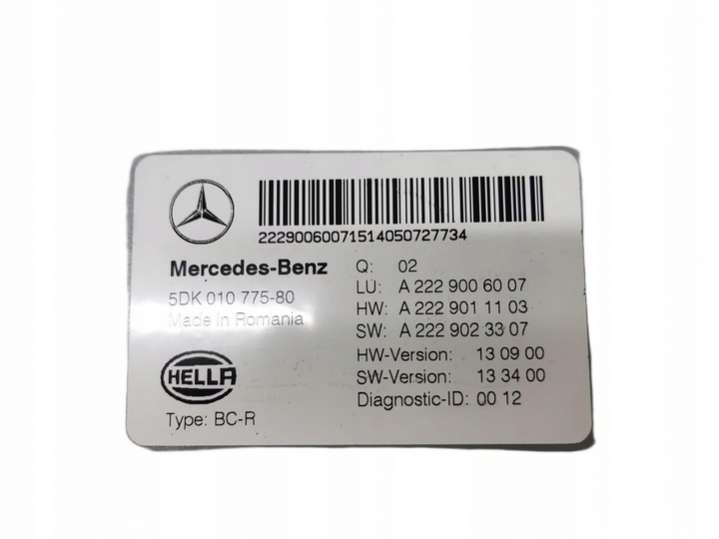 22290060071514050727734
Mercedes-Benz
5DK 010 775-80
Made in Romania
HELLA
Type: BC-R
Q: 02
LU: A 222 900 60 07
HW: A 222 901 11 03
SW: A 222 902 33 07
HW-Version: 13 09 00
SW-Version: 13 34 00
Diagnostic-ID: 00 12